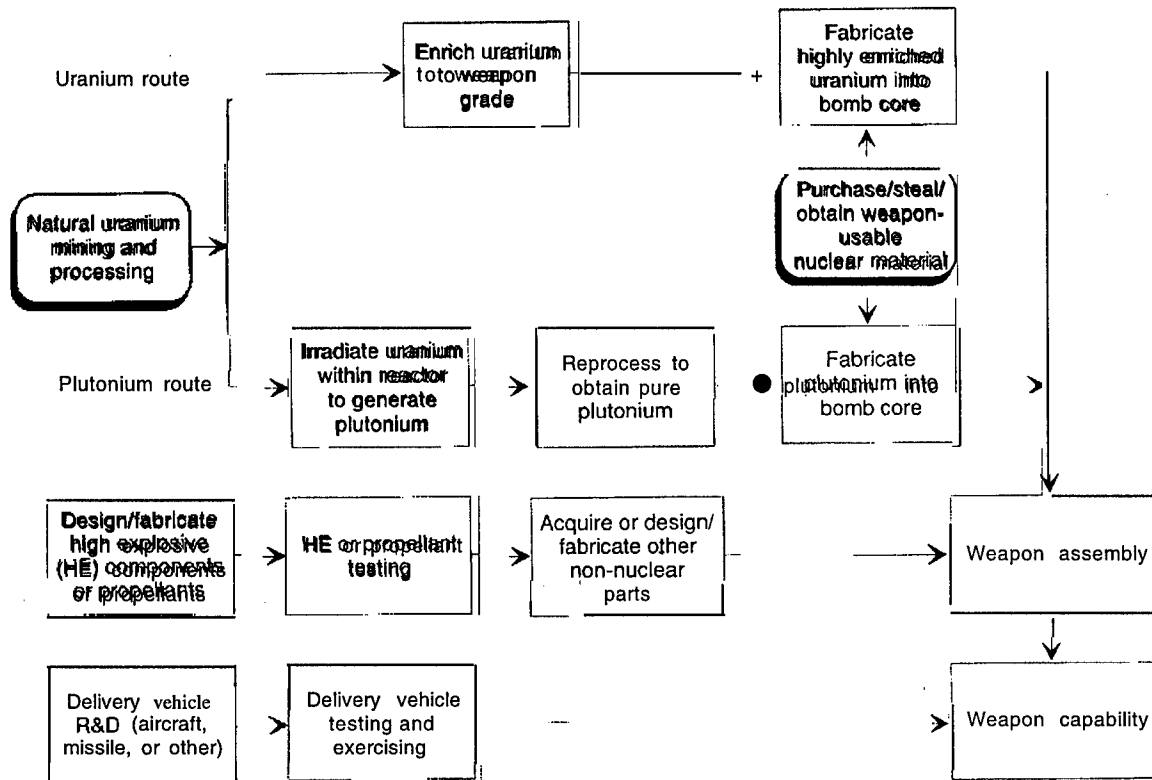 Uranium route
Enrich uranium
to weapon
grade
+
Fabricate
highly enriched
uranium into
bomb core
Natural uranium
mining and
processing
Purchase/steal/
obtain weapon-
usable
nuclear material
Plutonium route
Irradiate uranium
within reactor
to generate
plutonium
Reprocess to
obtain pure
plutonium
Fabricate
plutonium into
bomb core
Design/fabricate
high explosive
(HE) components
or propellants
HE or propellant
testing
Acquire or design/
fabricate other
non-nuclear
parts
Weapon assembly
Delivery vehicle
R&D (aircraft,
missile, or other)
Delivery vehicle
testing and
exercising
Weapon capability